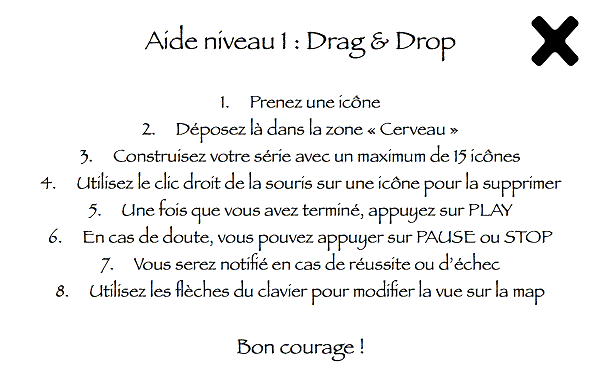 Aide niveau 1 : Drag & Drop
1. Prenez une icône
2. Déposez là dans la zone « Cerveau »
3. Construisez votre série avec un maximum de 15 icônes
4. Utilisez le clic droit de la souris sur une icône pour la supprimer
5. Une fois que vous avez terminé, appuyez sur PLAY
6. En cas de doute, vous pouvez appuyer sur PAUSE ou STOP
7. Vous serez notifié en cas de réussite ou d'échec
8. Utilisez les flèches du clavier pour modifier la vue sur la map
Bon courage !